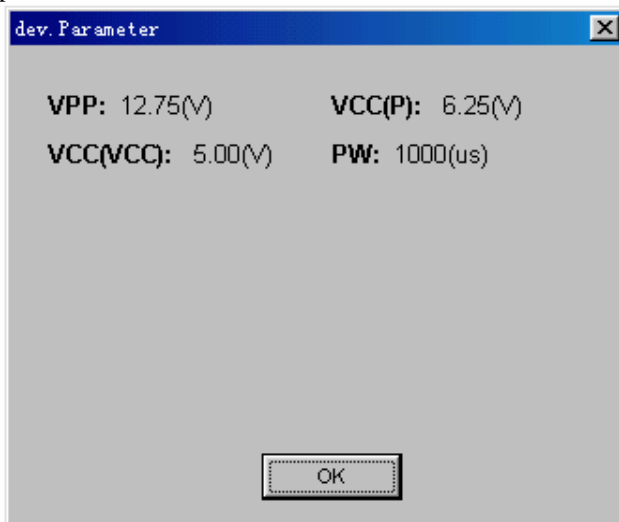 dev.Parameter
VPP: 12.75(V) VCC(P): 6.25(V)
VCC(VCC): 5.00(V) PW: 1000(us)
OK